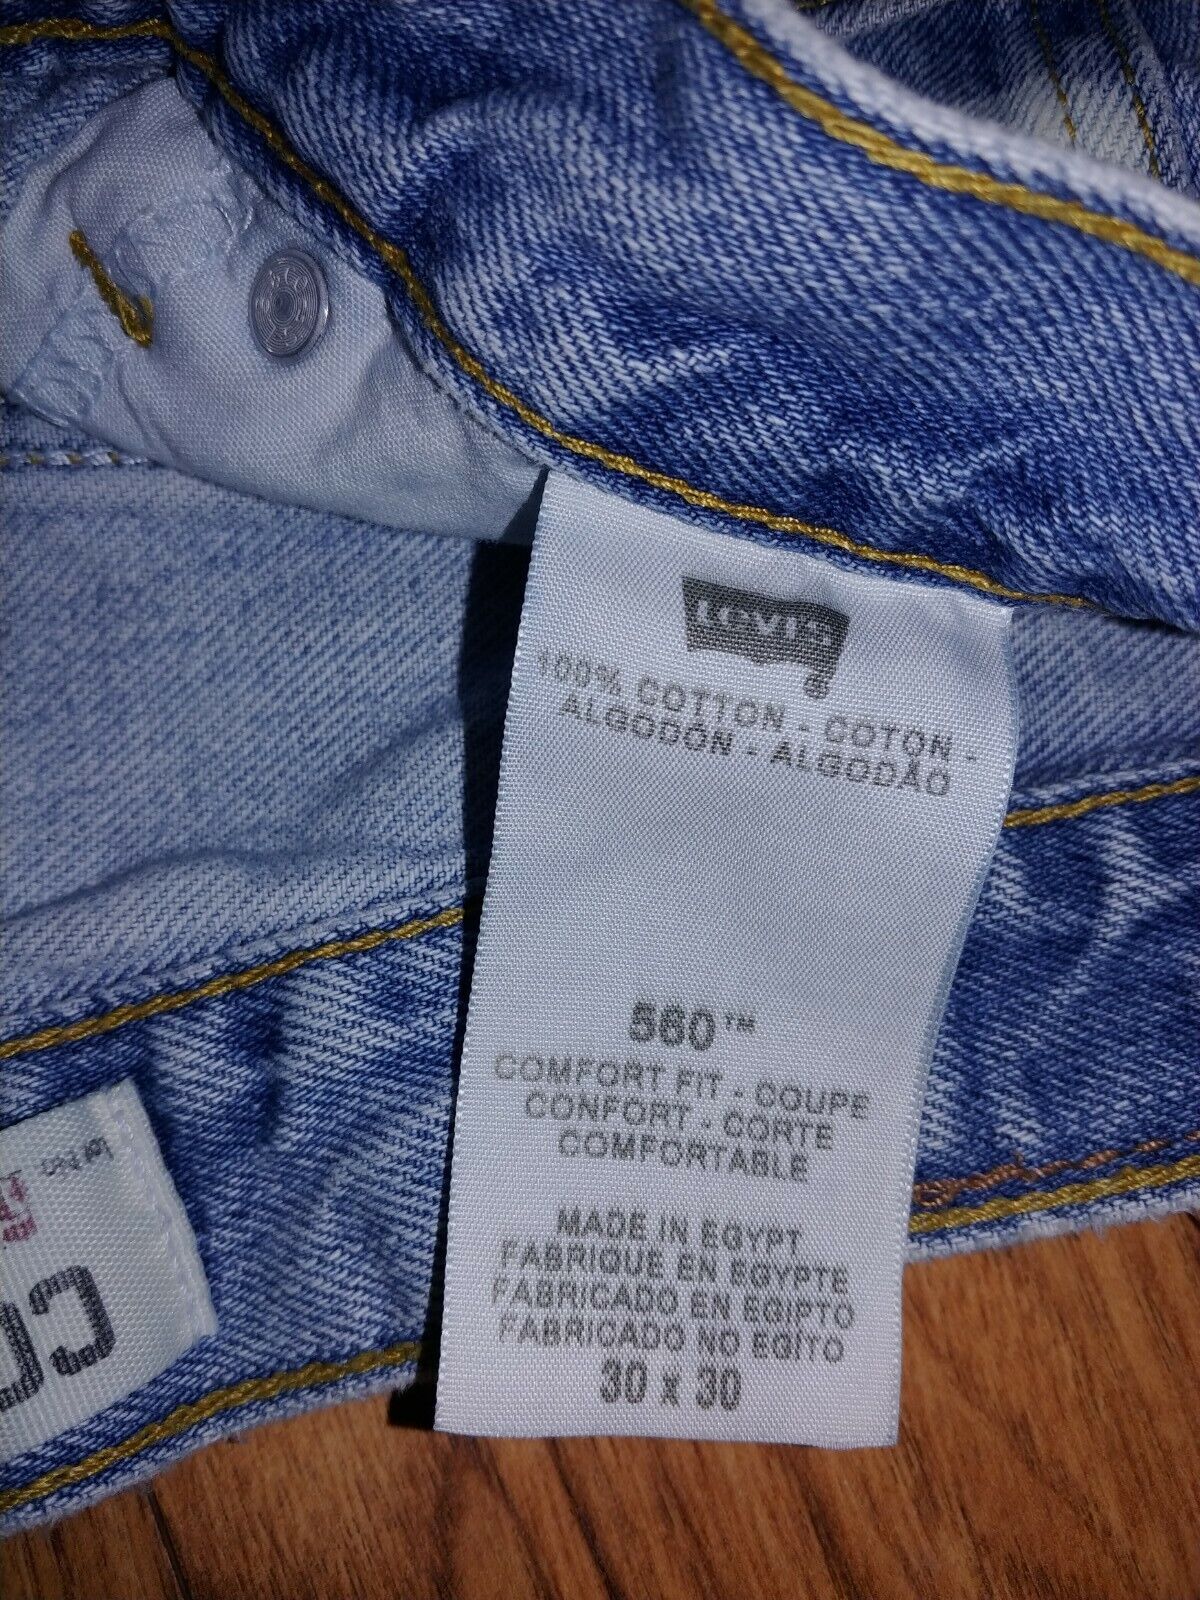 Levi's
100% COTTON - COTON -
ALGODÓN - ALGODÃO
560™
COMFORT FIT - COUPE
CONFORT - CORTE
COMFORTABLE
MADE IN EGYPT
FABRIQUE EN EGYPTE
FABRICADO EN EGIPTO
FABRICADO NO EGÍTO
30 x 30